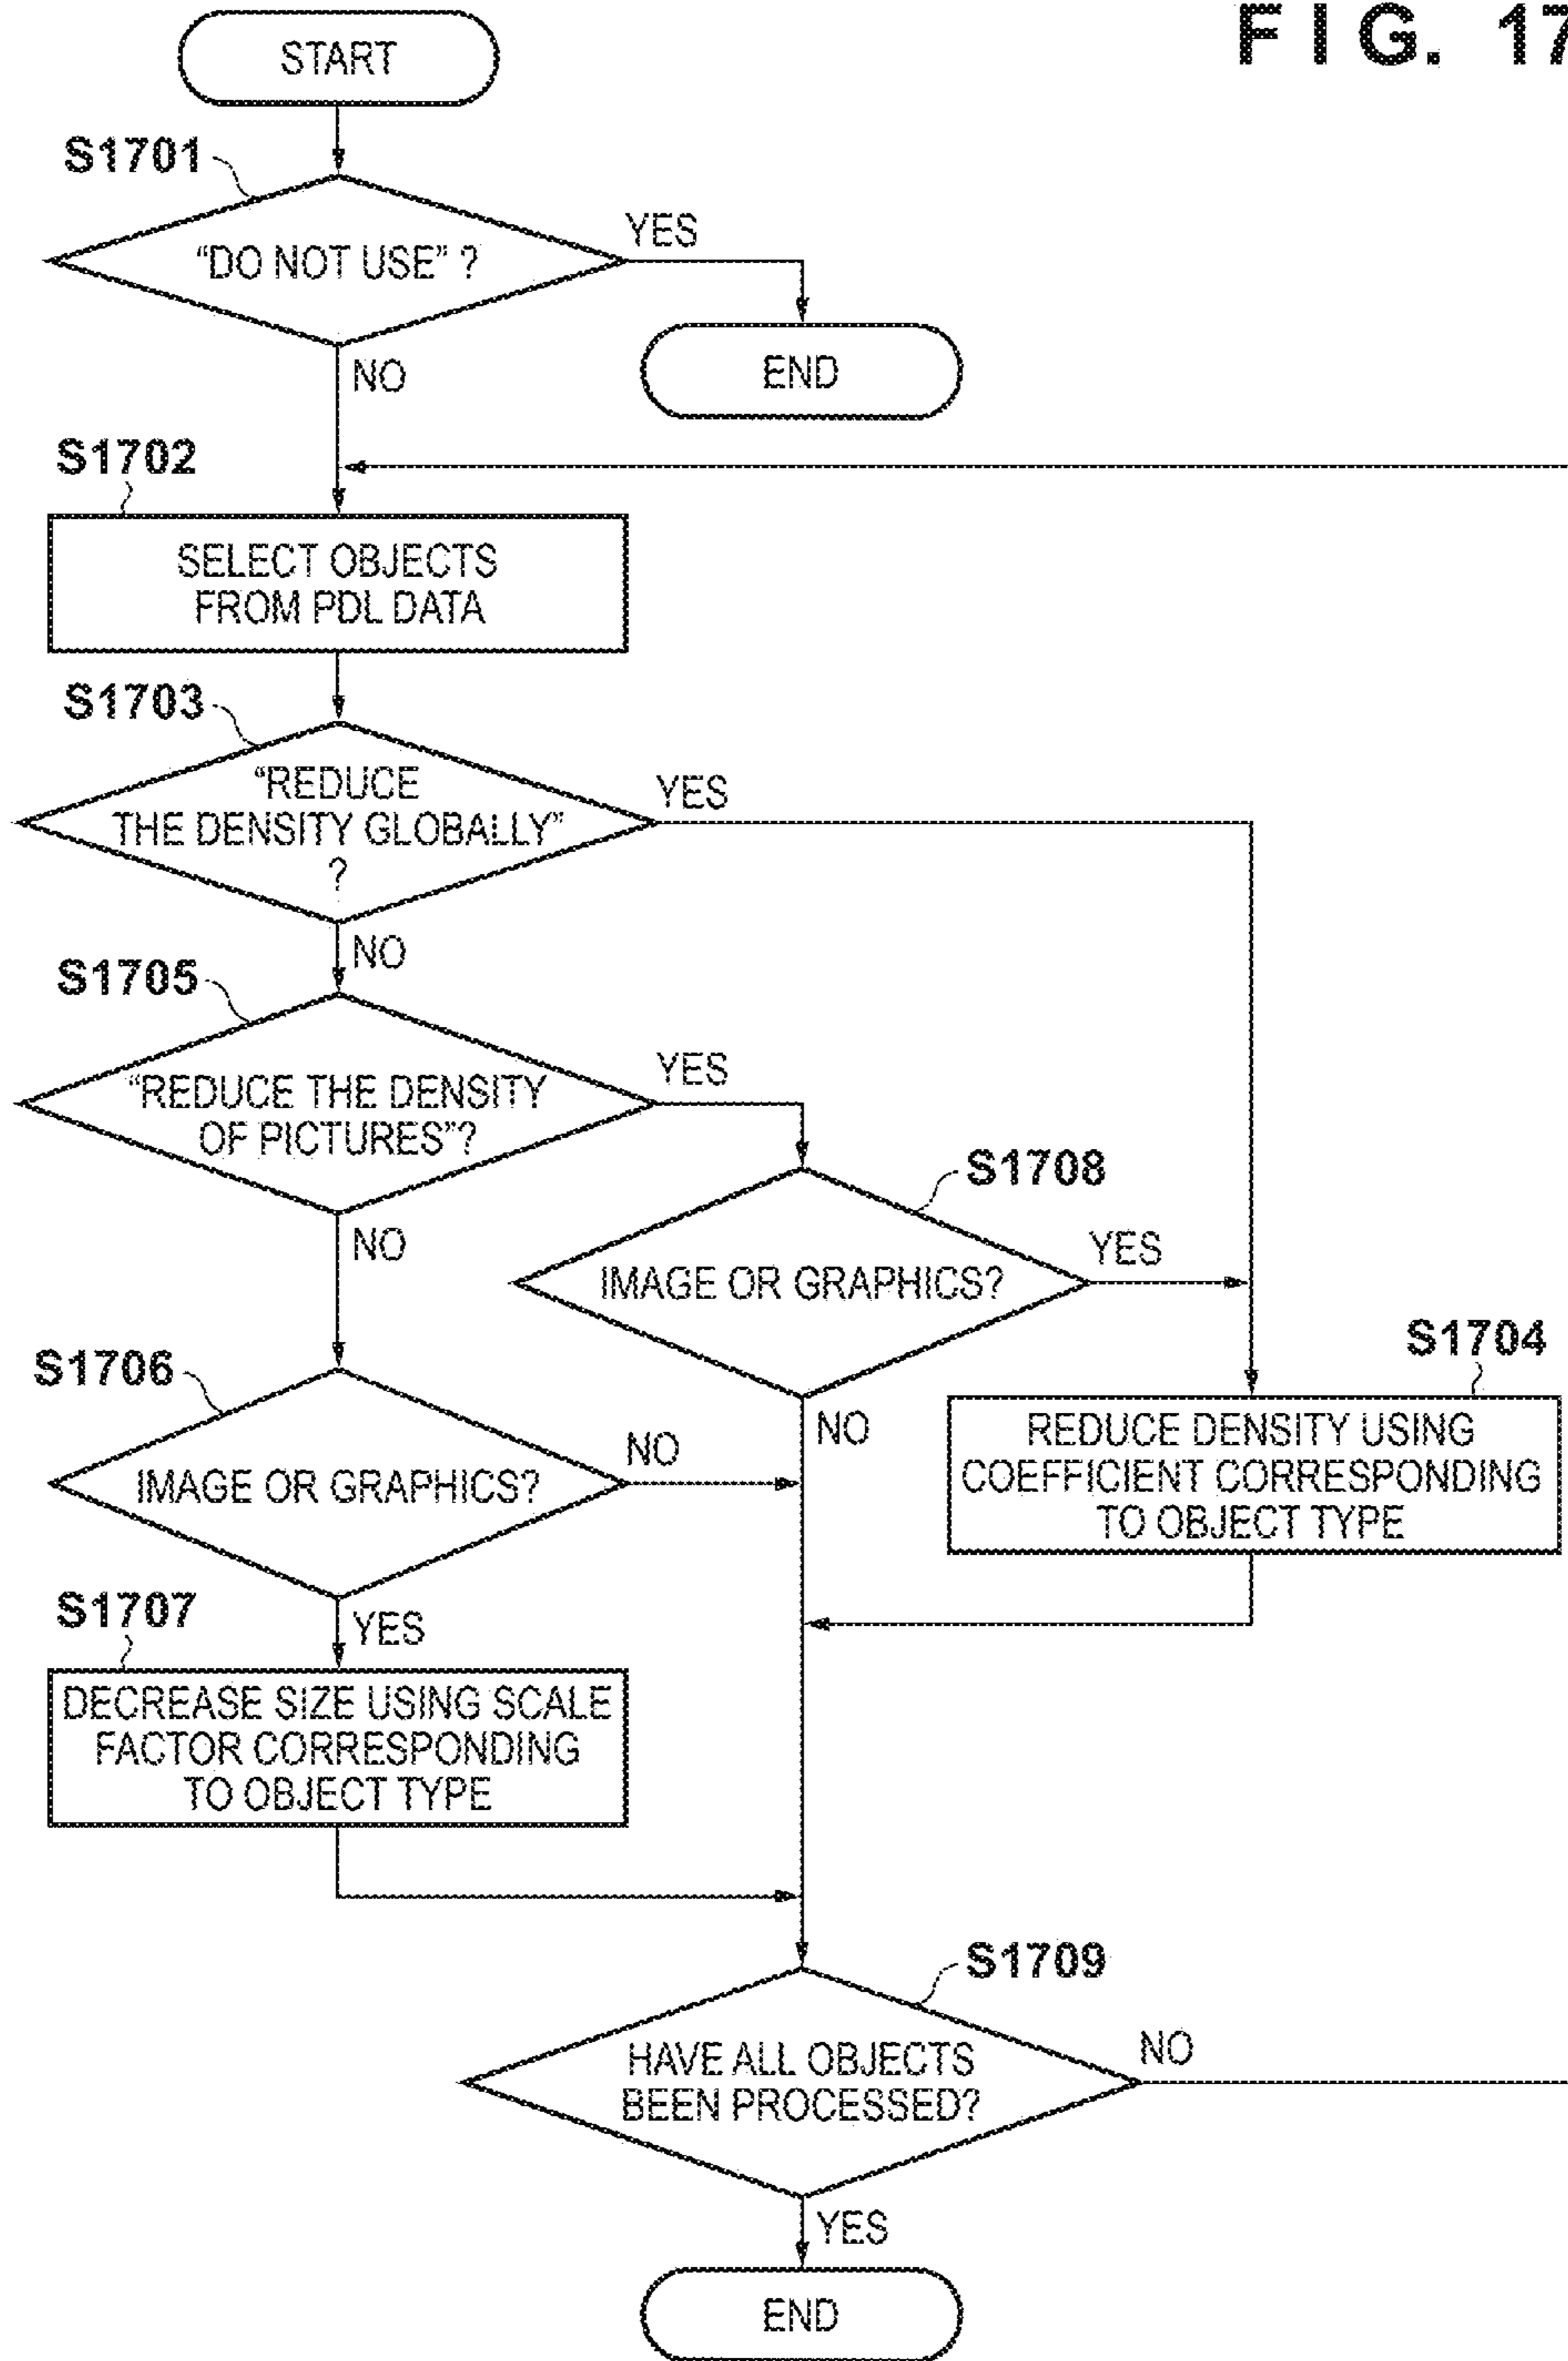 FIG. 17
START
S1701
"DO NOT USE" ?
YES
END
NO
S1702
SELECT OBJECTS
FROM PDL DATA
S1703
"REDUCE
THE DENSITY GLOBALLY"
?
YES
NO
S1705
"REDUCE THE DENSITY
OF PICTURES"?
YES
S1708
NO
IMAGE OR GRAPHICS?
YES
S1706
S1704
IMAGE OR GRAPHICS?
NO
NO
REDUCE DENSITY USING
COEFFICIENT CORRESPONDING
TO OBJECT TYPE
S1707
YES
DECREASE SIZE USING SCALE
FACTOR CORRESPONDING
TO OBJECT TYPE
S1709
HAVE ALL OBJECTS
BEEN PROCESSED?
NO
YES
END